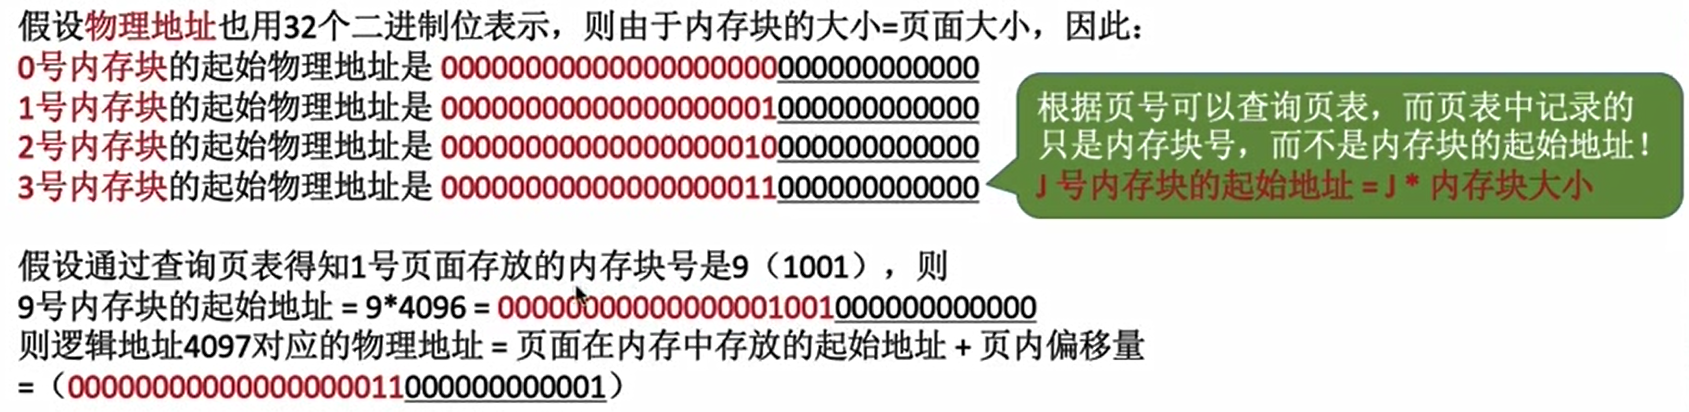 假设物理地址也用32个二进制位表示，则由于内存块的大小=页面大小，因此：
0号内存块的起始物理地址是 00000000000000000000000000000000
1号内存块的起始物理地址是 00000000000000000001000000000000
2号内存块的起始物理地址是 00000000000000000010000000000000
3号内存块的起始物理地址是 00000000000000000011000000000000
根据页号可以查询页表，而页表中记录的
只是内存块号，而不是内存块的起始地址！
J 号内存块的起始地址 = J * 内存块大小
假设通过查询页表得知1号页面存放的内存块号是9（1001），则
9号内存块的起始地址 = 9*4096 = 00000000000000001001000000000000
则逻辑地址4097对应的物理地址 = 页面在内存中存放的起始地址 + 页内偏移量
=（00000000000000000011000000000001）